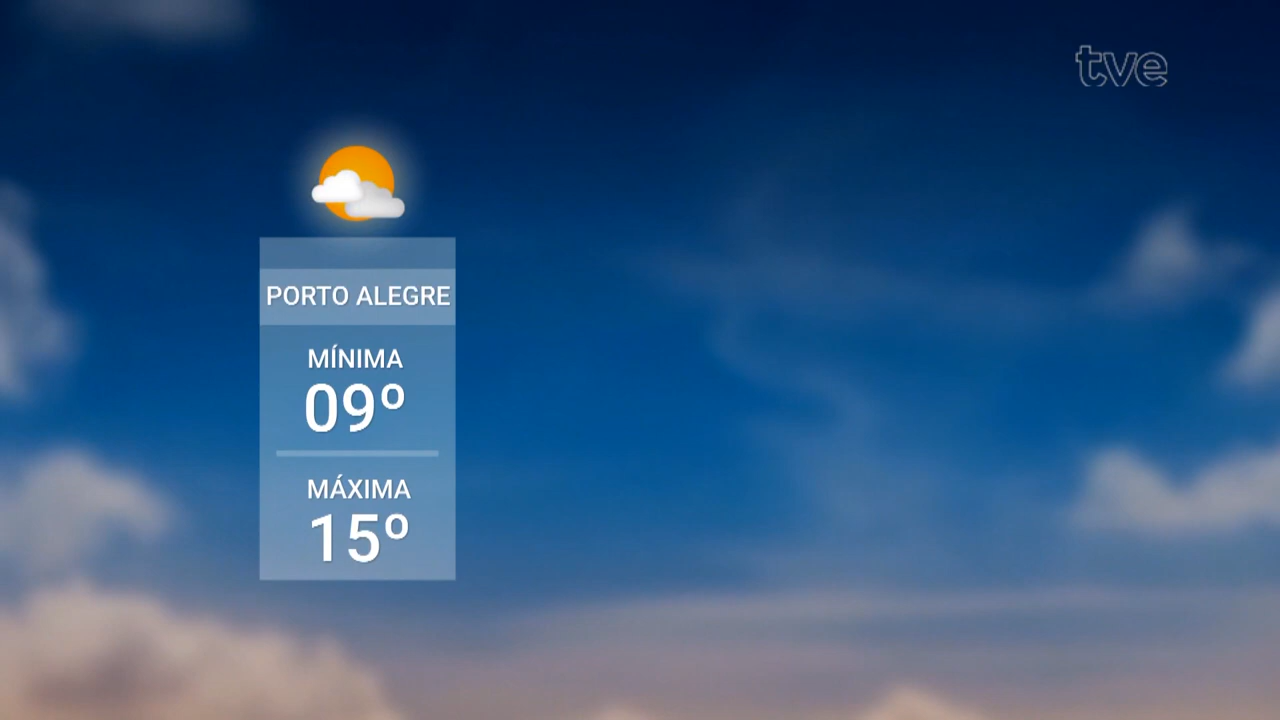 tve
PORTO ALEGRE
MÍNIMA
09º
MÁXIMA
15º